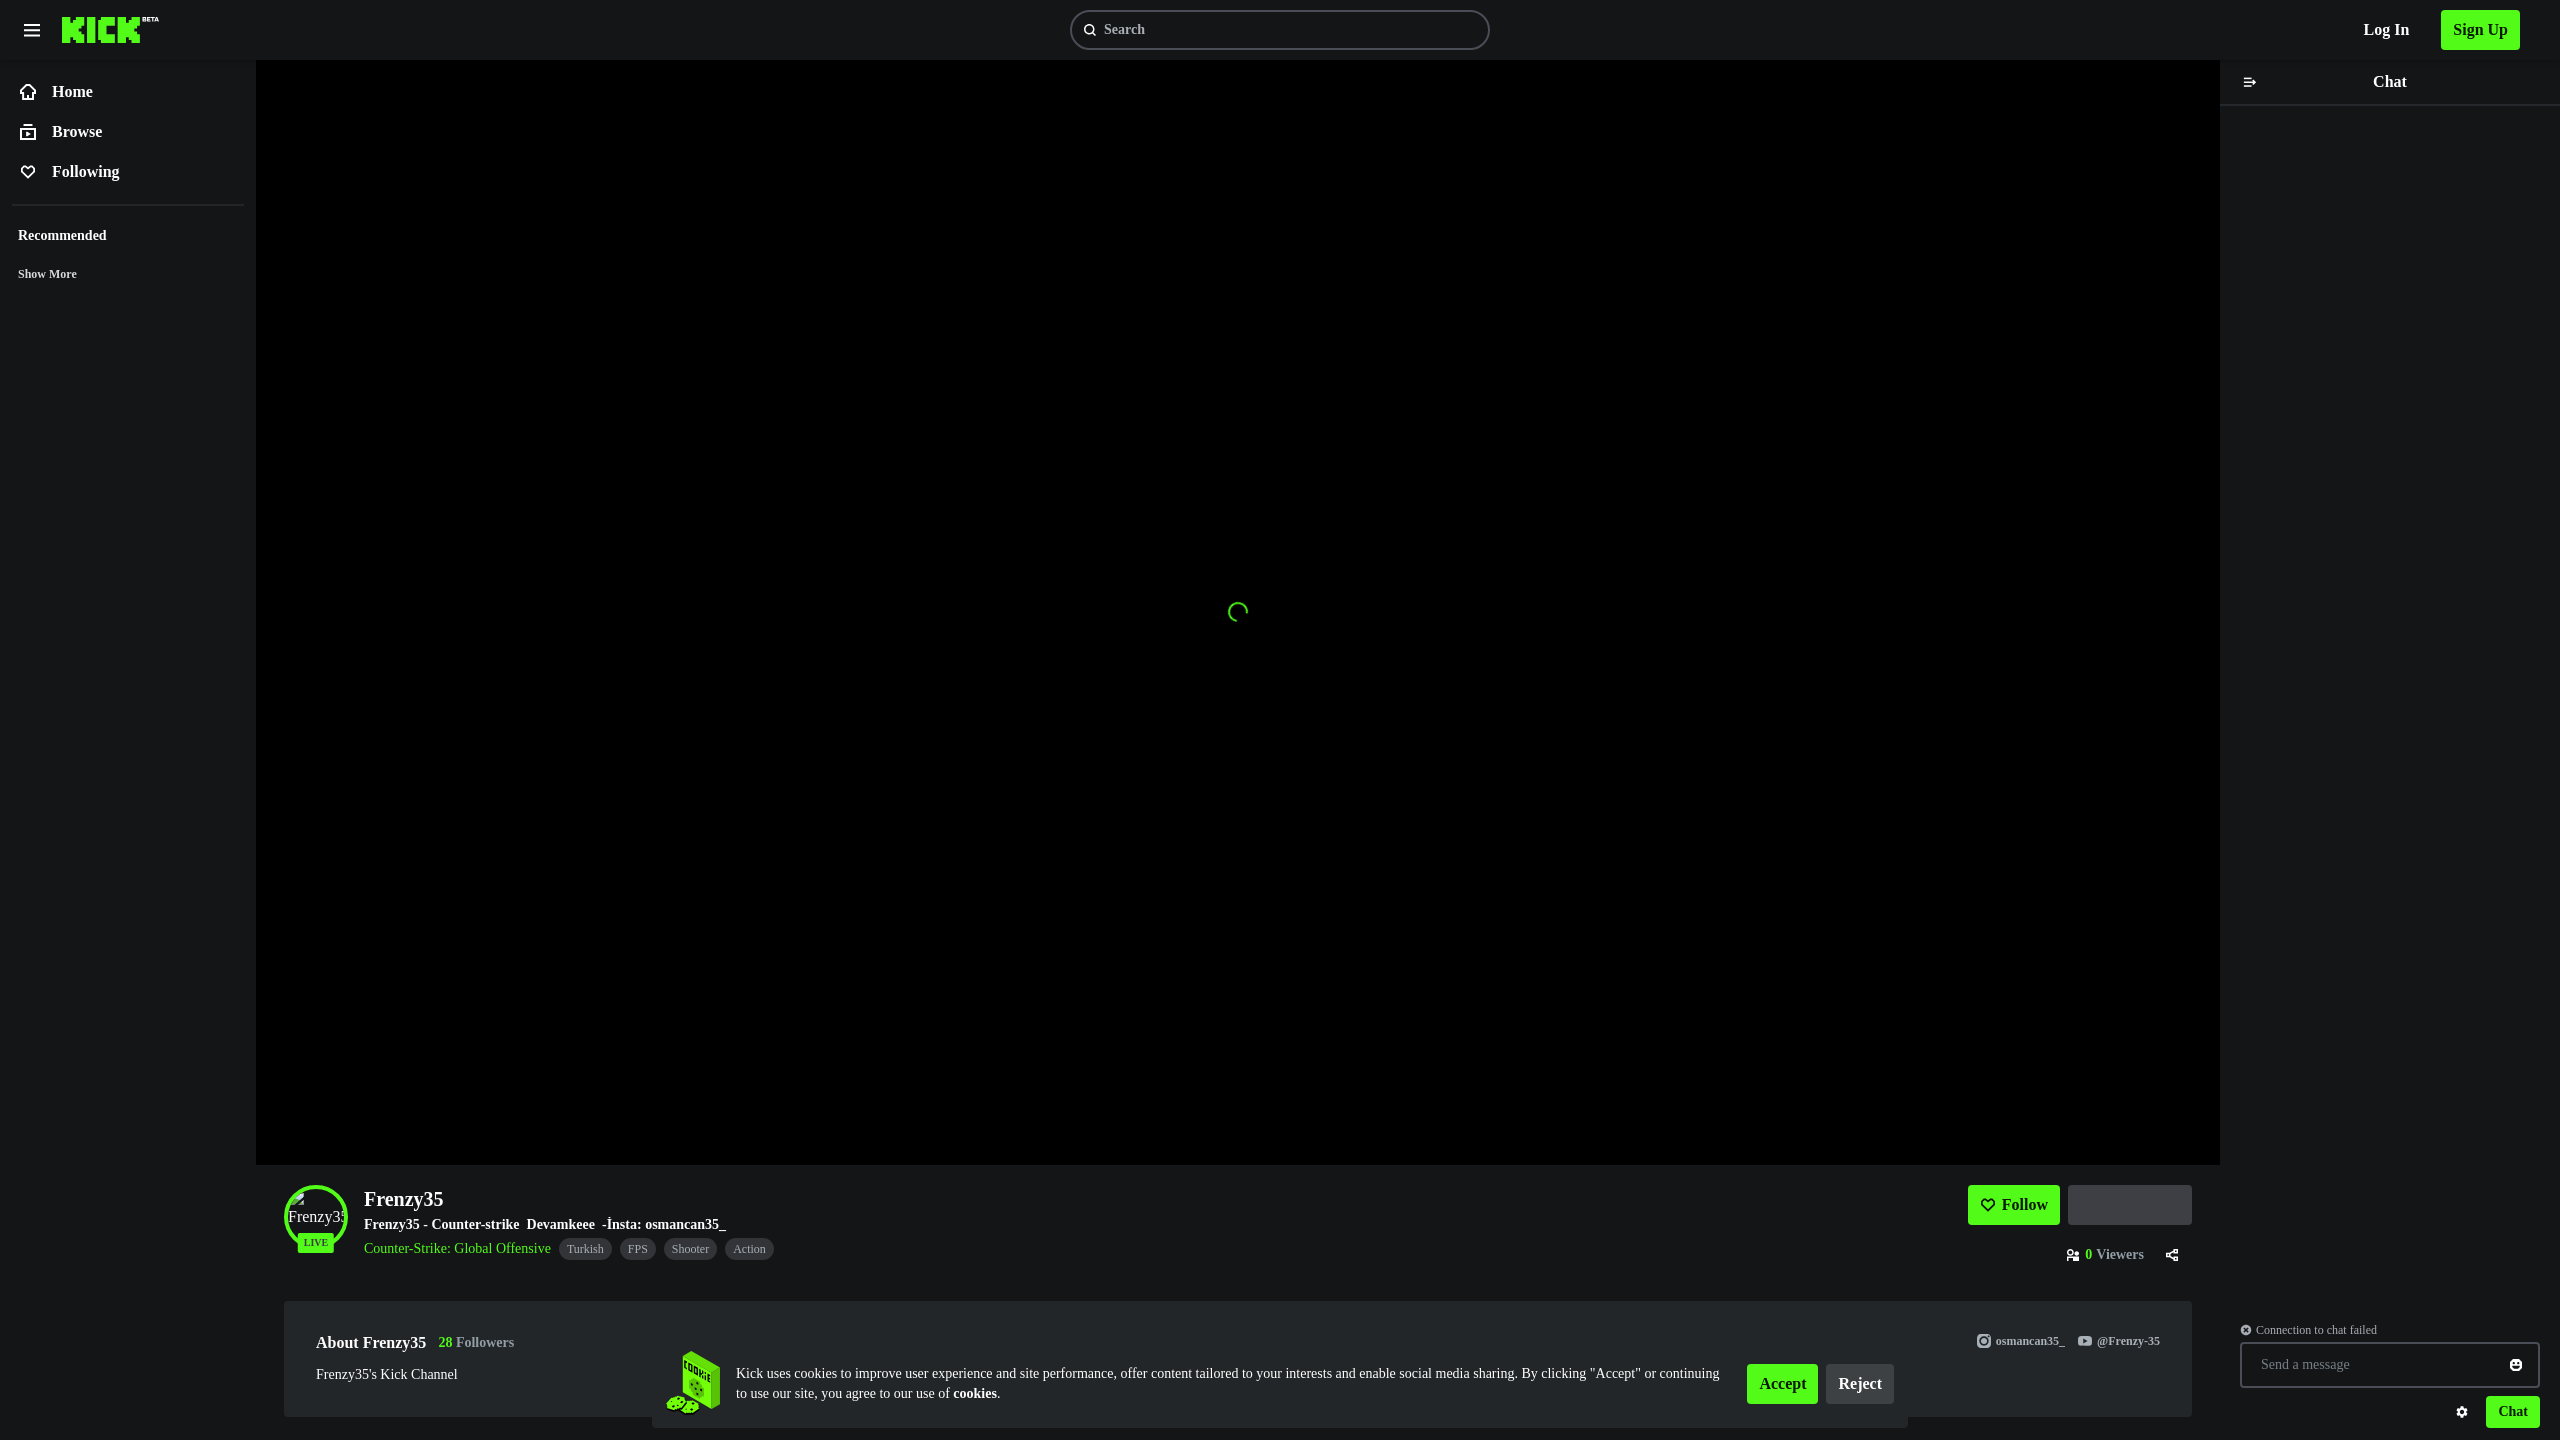 KICK BETA
Search
Log In
Sign Up
Home
Browse
Following
Recommended
Show More
Chat
Frenzy35
LIVE
Frenzy35
Frenzy35 - Counter-strike  Devamkeee  -İnsta: osmancan35_
Counter-Strike: Global Offensive Turkish FPS Shooter Action
Follow
0 Viewers
About Frenzy35 28 Followers
osmancan35_ @Frenzy-35
Frenzy35's Kick Channel
COOKIE
Kick uses cookies to improve user experience and site performance, offer content tailored to your interests and enable social media sharing. By clicking "Accept" or continuing
to use our site, you agree to our use of cookies.
Accept
Reject
Connection to chat failed
Send a message
Chat